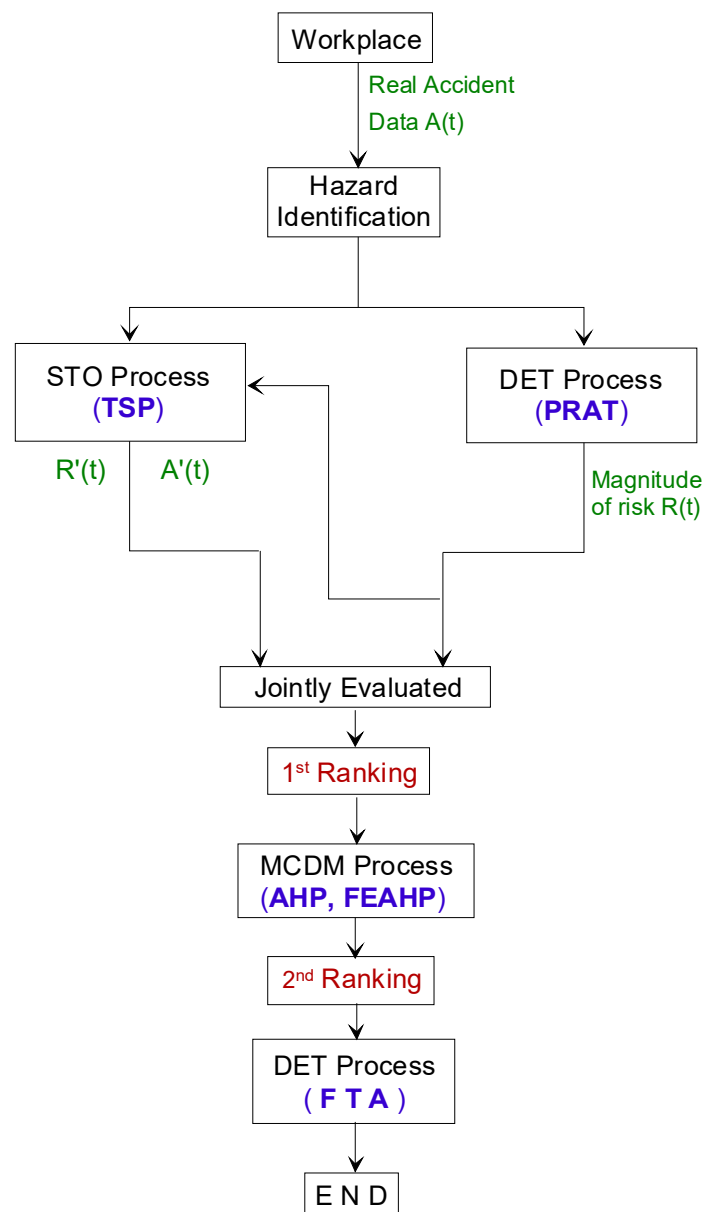 Workplace
Real Accident
Data A(t)
Hazard
Identification
STO Process
(TSP)
DET Process
(PRAT)
R'(t) A'(t)
Magnitude
of risk R(t)
Jointly Evaluated
1st Ranking
MCDM Process
(AHP, FEAHP)
2nd Ranking
DET Process
( F T A )
E N D